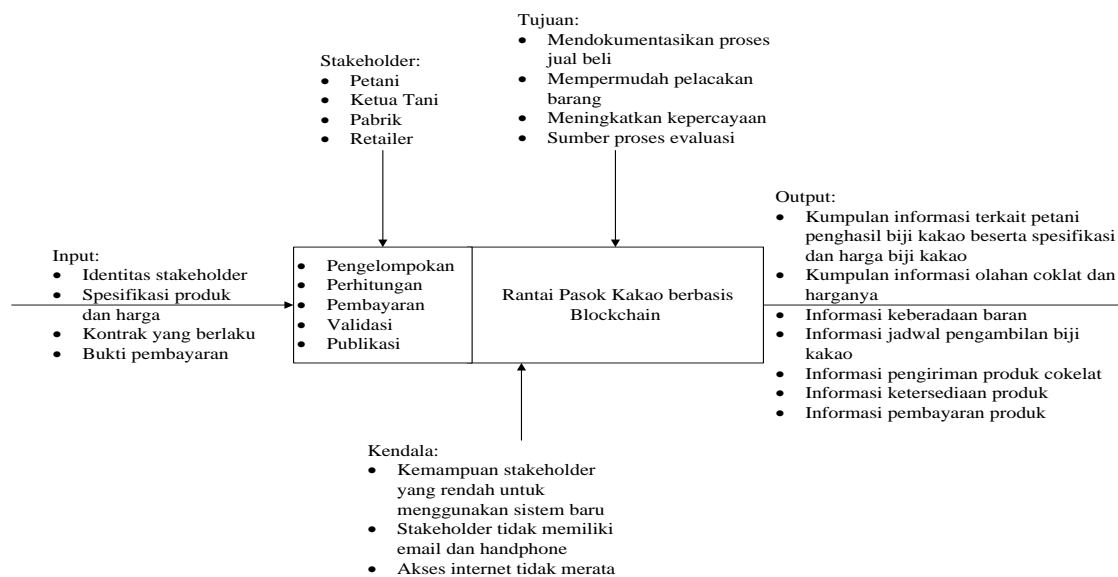 Tujuan:
• Mendokumentasikan proses
jual beli
• Mempermudah pelacakan
barang
• Meningkatkan kepercayaan
• Sumber proses evaluasi
Stakeholder:
• Petani
• Ketua Tani
• Pabrik
• Retailer
Input:
• Identitas stakeholder
• Spesifikasi produk
dan harga
• Kontrak yang berlaku
• Bukti pembayaran
• Pengelompokan
• Perhitungan
• Pembayaran
• Validasi
• Publikasi
Rantai Pasok Kakao berbasis
Blockchain
Output:
• Kumpulan informasi terkait petani
penghasil biji kakao beserta spesifikasi
dan harga biji kakao
• Kumpulan informasi olahan coklat dan
harganya
• Informasi keberadaan baran
• Informasi jadwal pengambilan biji
kakao
• Informasi pengiriman produk cokelat
• Informasi ketersediaan produk
• Informasi pembayaran produk
Kendala:
• Kemampuan stakeholder
yang rendah untuk
menggunakan sistem baru
• Stakeholder tidak memiliki
email dan handphone
• Akses internet tidak merata